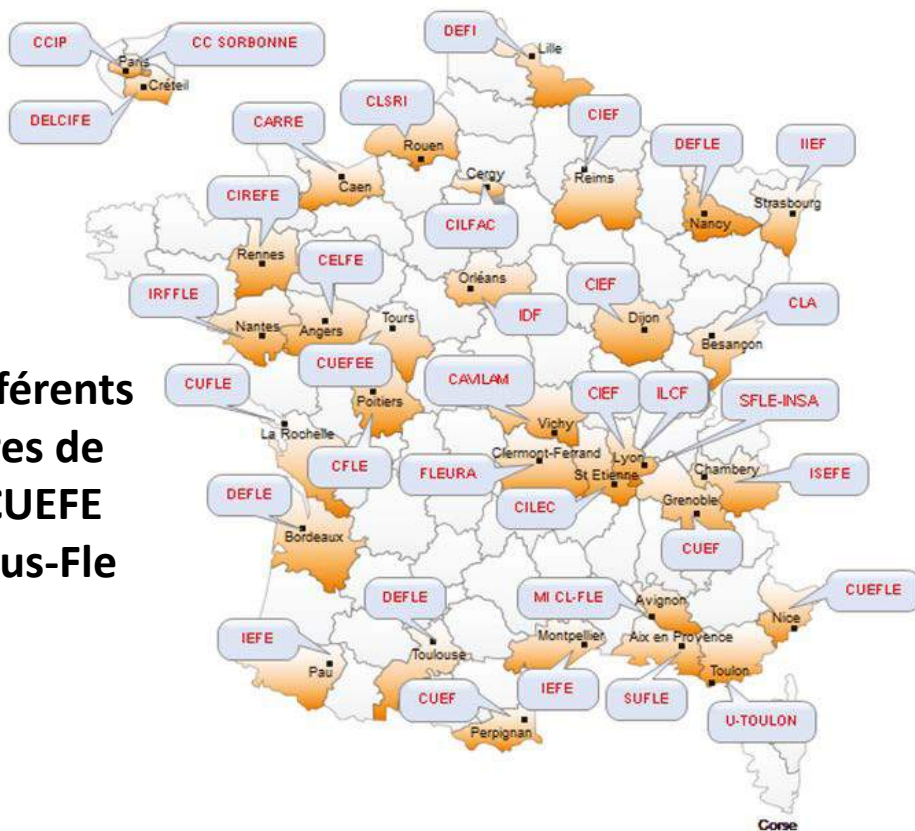 CCIP
CC SORBONNE
Paris
Créteil
DELCIFE
DEFI
Lille
CLSRI
Rouen
CARRE
Caen
CIEF
Reims
DEFLE
Nancy
IIEF
Strasbourg
Cergy
CILFAC
CIREFE
Rennes
CELFE
Angers
Orléans
IDF
CIEF
Dijon
CLA
Besançon
IRFFLE
Nantes
Tours
CUEFEE
CUFLE
La Rochelle
Poitiers
CFLE
CAVILAM
Vichy
CIEF
ILCF
SFLE-INSA
Lyon
Clermont-Ferrand
FLEURA
St Etienne
CILEC
Chambery
ISEFE
Grenoble
CUEF
férents
es de
CUEFE
us-Fle
DEFLE
Bordeaux
DEFLE
Toulouse
MI CL-FLE
Avignon
CUEFLE
Nice
IEFE
Pau
Montpellier
IEFE
Aix en Provence
SUFLE
Toulon
U-TOULON
CUEF
Perpignan
Corse